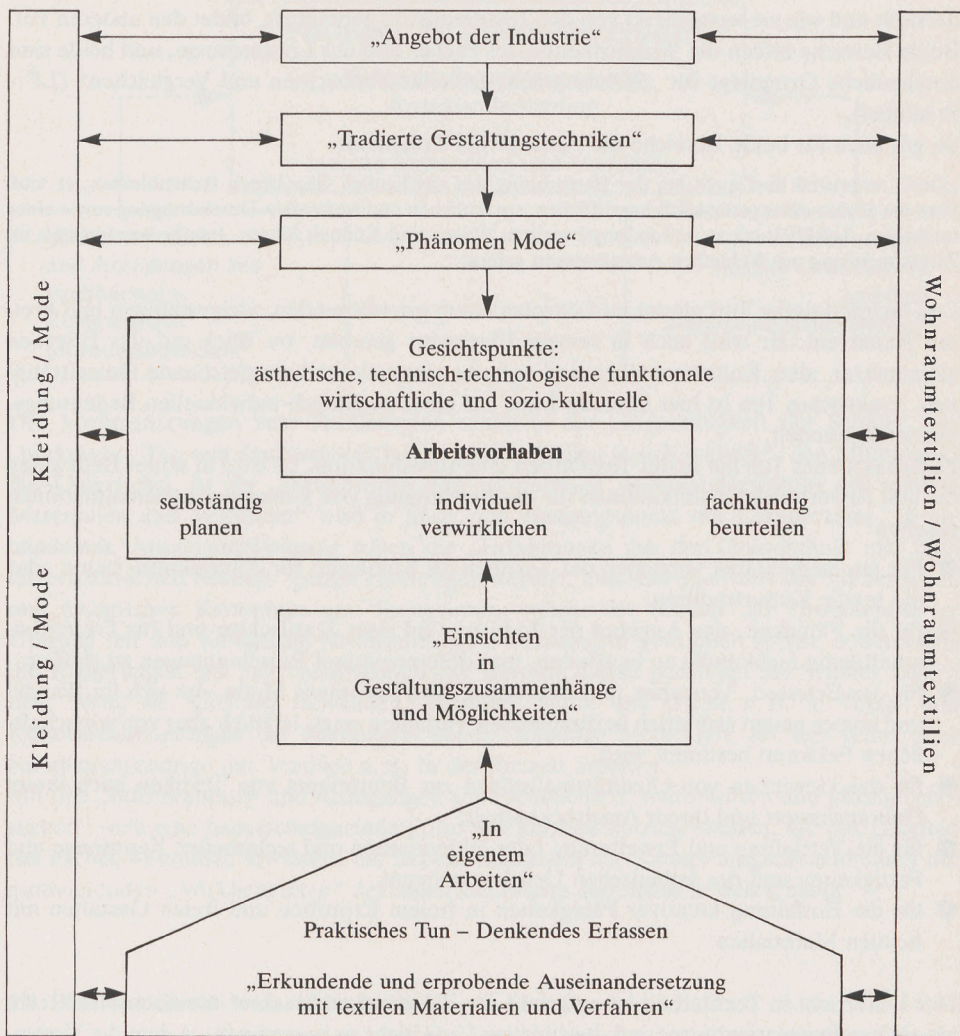 „Angebot der Industrie“
„Tradierte Gestaltungstechniken“
„Phänomen Mode“
Gesichtspunkte:
ästhetische, technisch-technologische funktionale
wirtschaftliche und sozio-kulturelle
Arbeitsvorhaben
selbständig planen
individuell verwirklichen
fachkundig beurteilen
„Einsichten
in
Gestaltungszusammenhänge
und Möglichkeiten“
„In
eigenem
Arbeiten“
Praktisches Tun – Denkendes Erfassen
„Erkundende und erprobende Auseinandersetzung
mit textilen Materialien und Verfahren“
Kleidung / Mode Kleidung / Mode
Wohnraumtextilien / Wohnraumtextilien